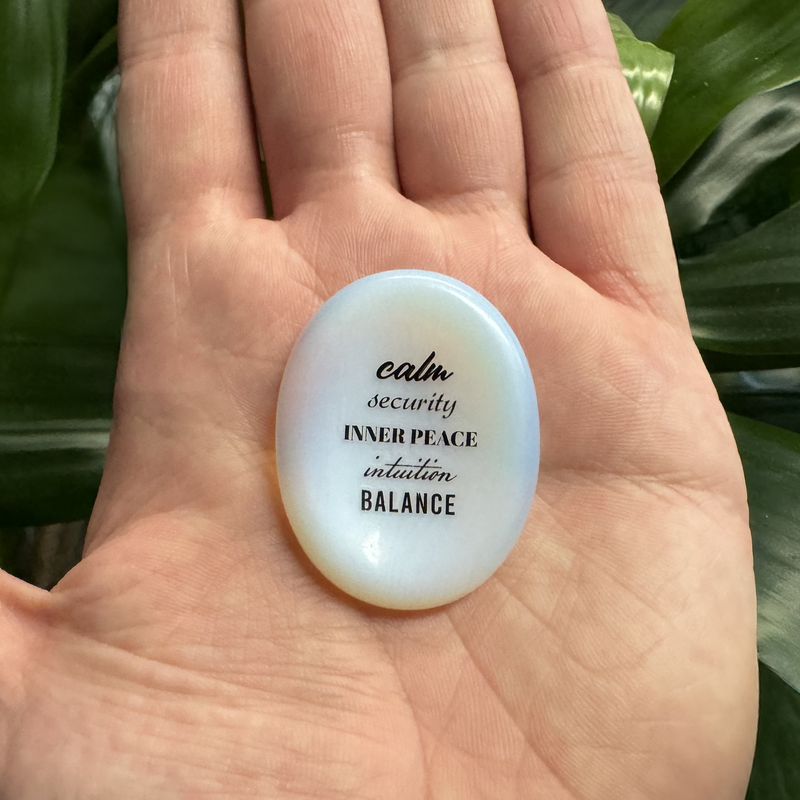 calm
security
INNER PEACE
intuition
BALANCE